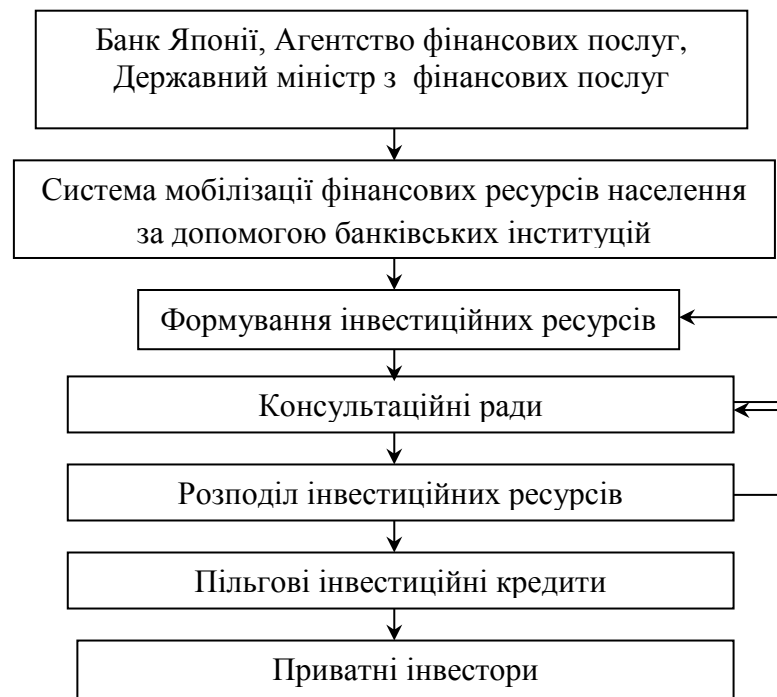 Банк Японії, Агентство фінансових послуг,
Державний міністр з фінансових послуг
Система мобілізації фінансових ресурсів населення
за допомогою банківських інституцій
Формування інвестиційних ресурсів
Консультаційні ради
Розподіл інвестиційних ресурсів
Пільгові інвестиційні кредити
Приватні інвестори